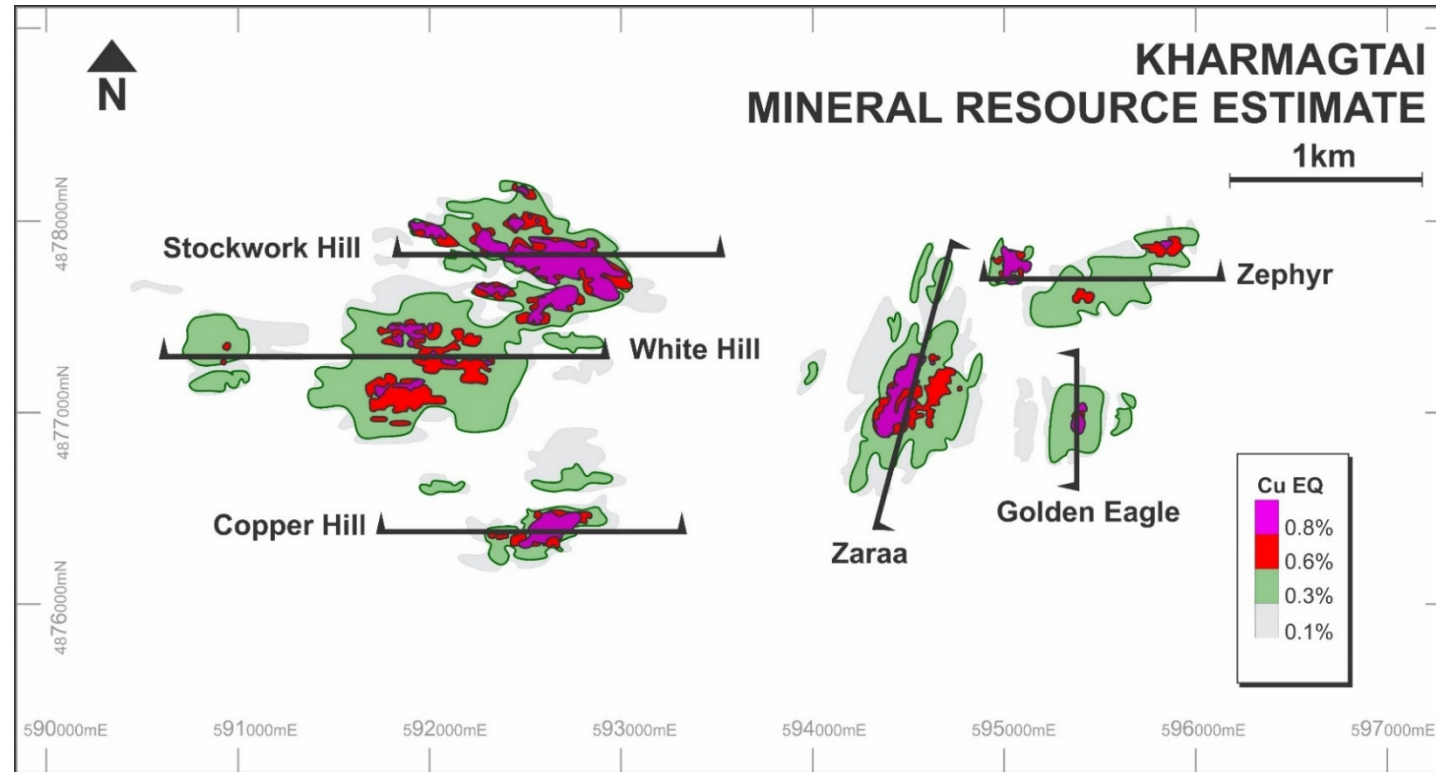 N
KHARMAGTAI
MINERAL RESOURCE ESTIMATE
1km
4878000mN
Stockwork Hill
Zephyr
White Hill
4877000mN
Golden Eagle
Copper Hill
Zaraa
Cu EQ
0.8%
0.6%
0.3%
0.1%
4876000mN
590000mE 591000mE 592000mE 593000mE 594000mE 595000mE 596000mE 597000mE